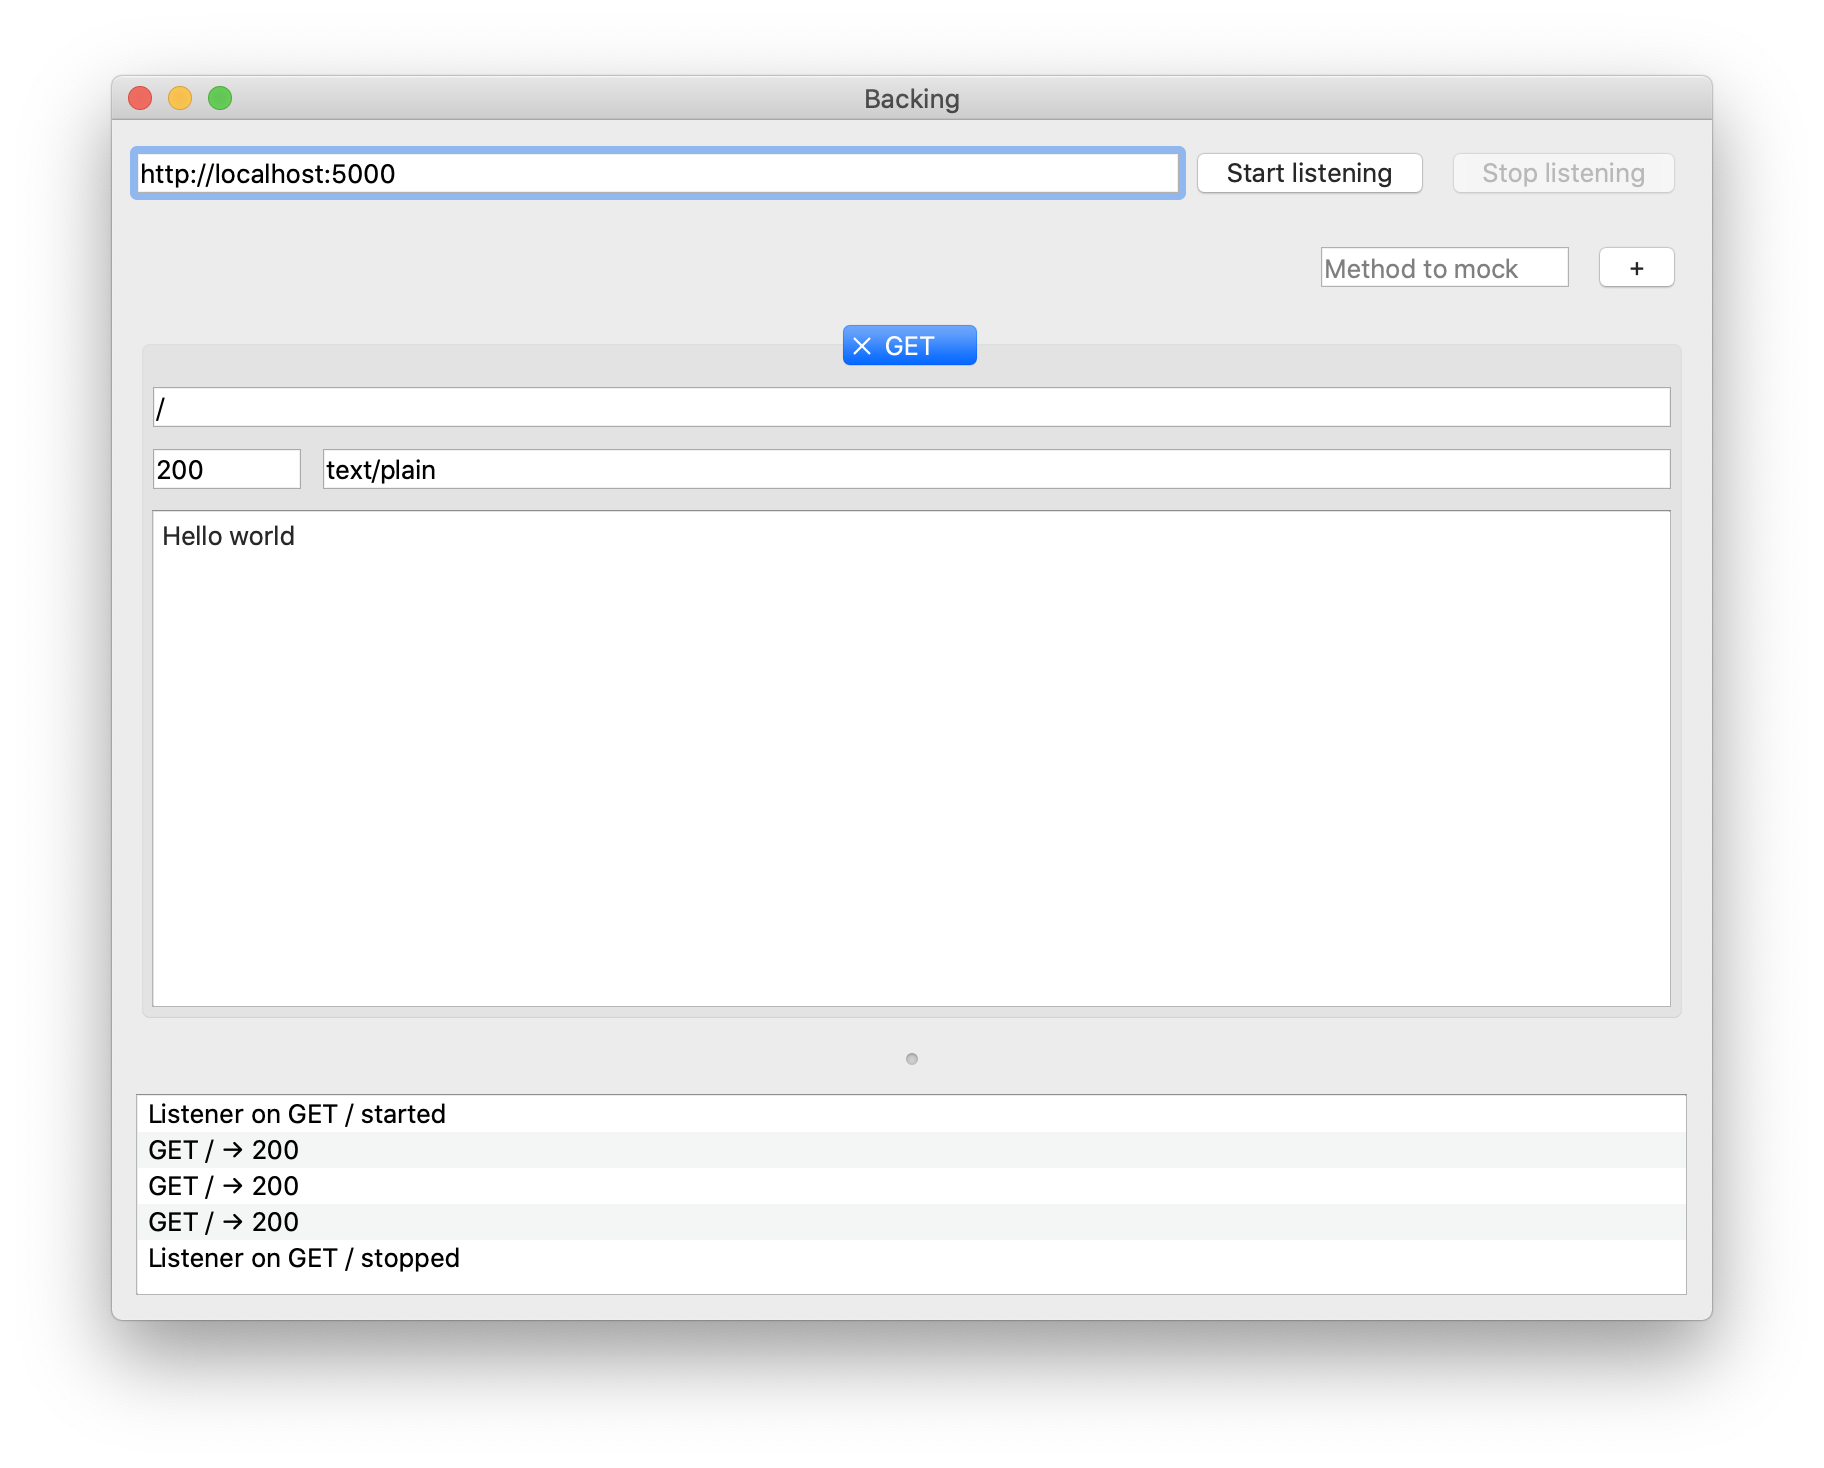 Backing
http://localhost:5000 Start listening Stop listening
Method to mock +
× GET
/
200 text/plain
Hello world
Listener on GET / started
GET / → 200
GET / → 200
GET / → 200
Listener on GET / stopped